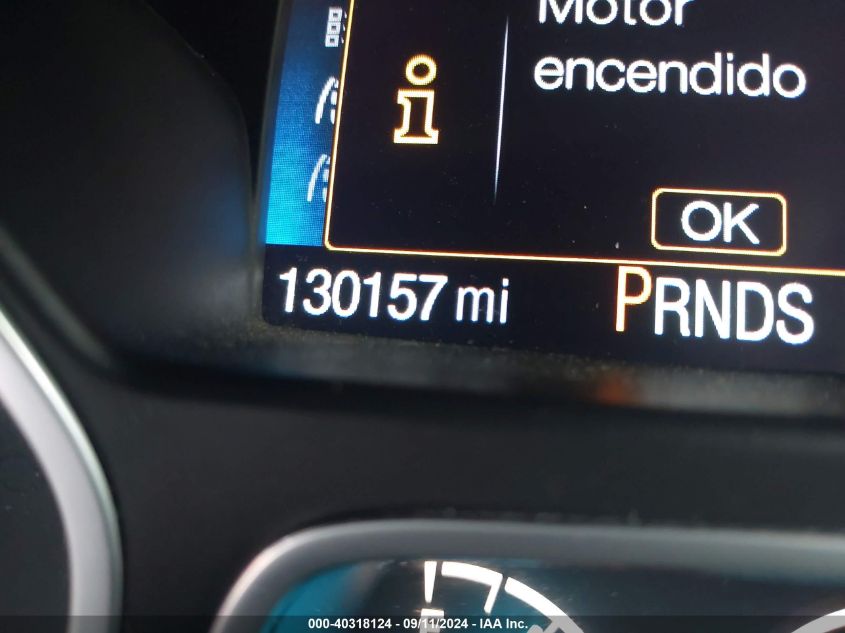 Motor
encendido
OK
130157 mi PRNDS
000-40318124 - 09/11/2024 - IAA Inc.